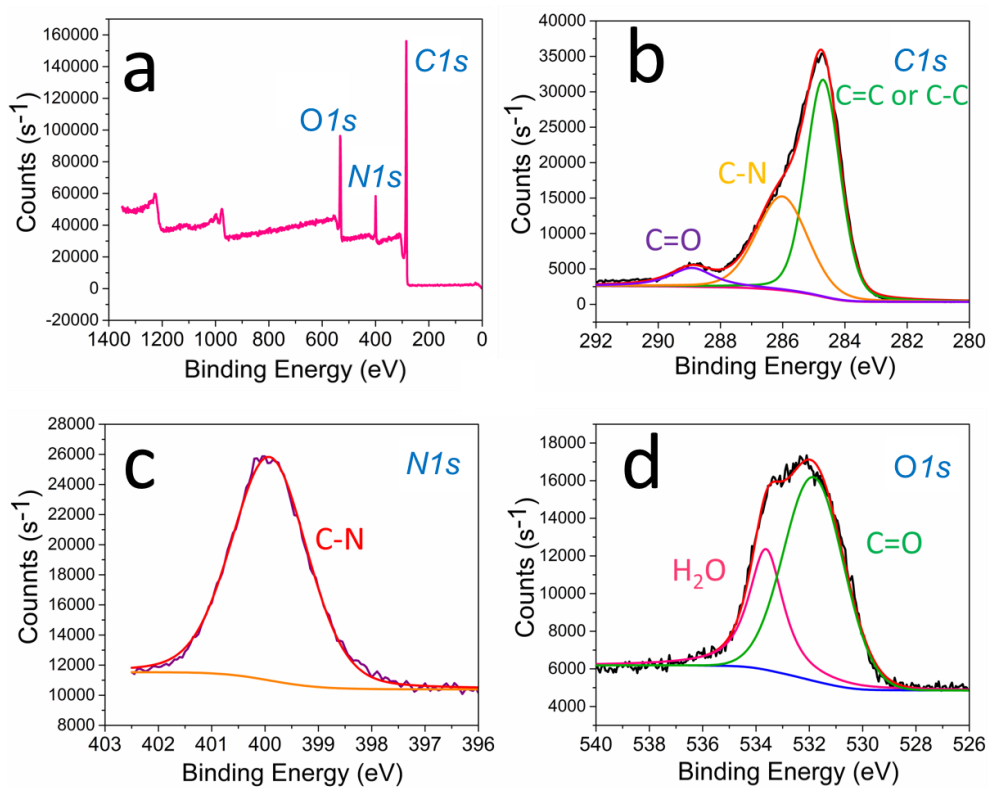 a
C1s
O1s
N1s
160000
140000
120000
100000
80000
60000
40000
20000
0
-20000
Counts (s-1)
1400 1200 1000 800 600 400 200 0
Binding Energy (eV)
b
C1s
C=C or C-C
C-N
C=O
40000
35000
30000
25000
20000
15000
10000
5000
0
Counts (s-1)
292 290 288 286 284 282 280
Binding Energy (eV)
c
N1s
C-N
28000
26000
24000
22000
20000
18000
16000
14000
12000
10000
8000
Counnts (s-1)
403 402 401 400 399 398 397 396
Binding Energy (eV)
d
O1s
C=O
H2O
18000
16000
14000
12000
10000
8000
6000
4000
Counts (s-1)
540 538 536 534 532 530 528 526
Binding Energy (eV)